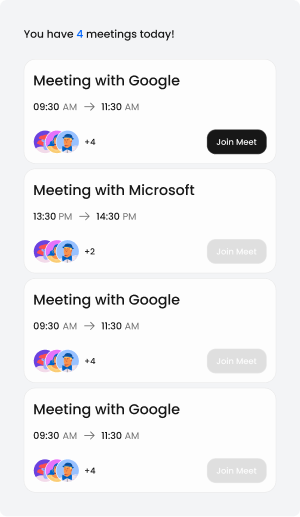 You have 4 meetings today!
Meeting with Google
09:30 AM → 11:30 AM
+4 Join Meet
Meeting with Microsoft
13:30 PM → 14:30 PM
+2 Join Meet
Meeting with Google
09:30 AM → 11:30 AM
+4 Join Meet
Meeting with Google
09:30 AM → 11:30 AM
+4 Join Meet